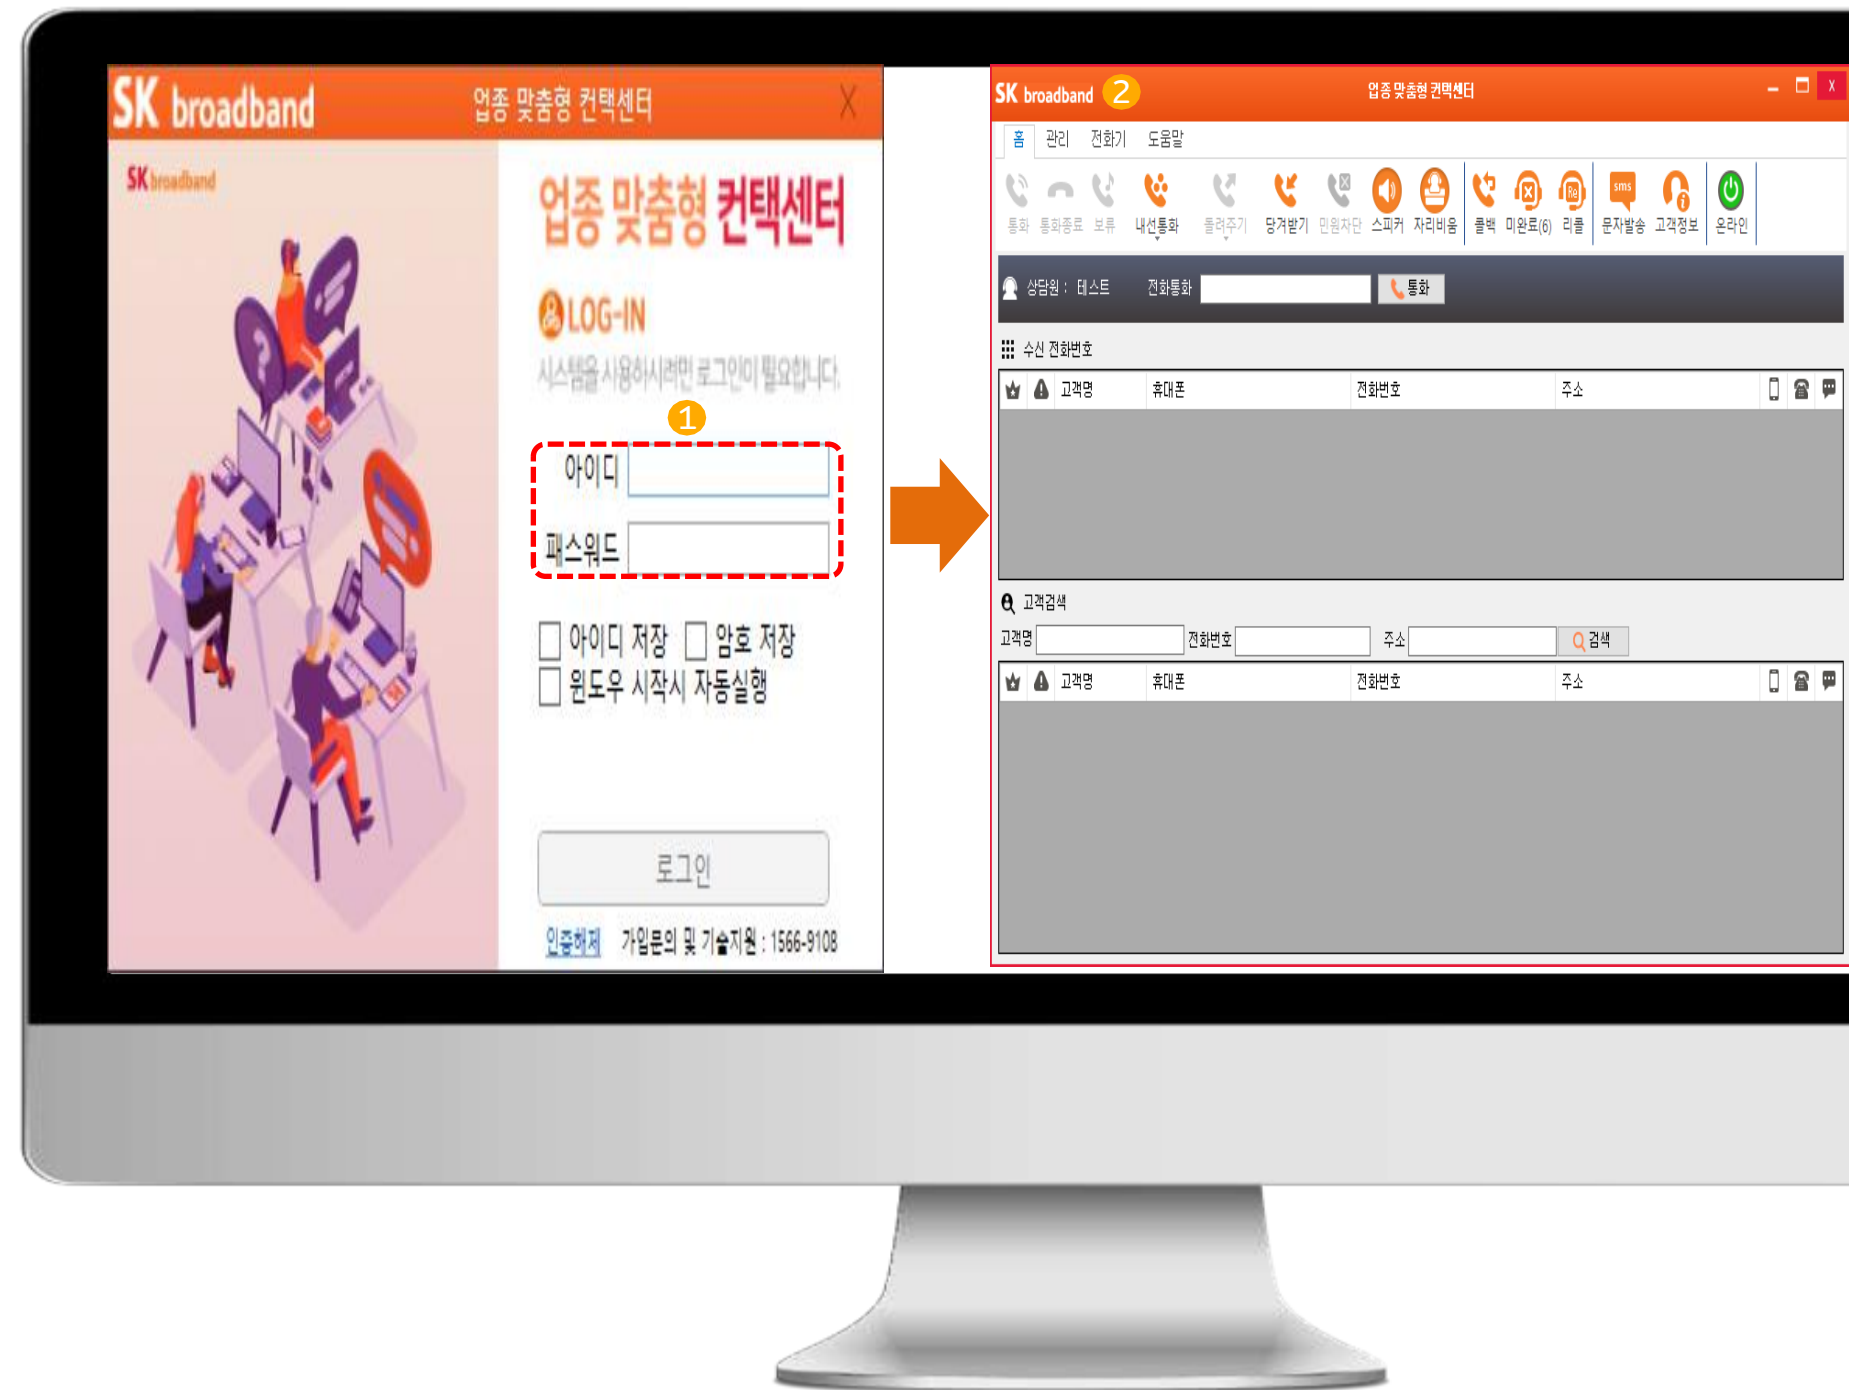 SK broadband 업종 맞춤형 컨택센터 X
SK broadband
업종 맞춤형 컨택센터
LOG-IN
시스템을 사용하시려면 로그인이 필요합니다.
1
아이디
패스워드
아이디 저장 암호 저장
윈도우 시작시 자동실행
로그인
인증해제 가입문의 및 기술지원 : 1566-9108
SK broadband 2 업종 맞춤형 컨택센터 X
홈 관리 전화기 도움말
sms
Re
통화 통화종료 보류 내선통화 돌려주기 당겨받기 민원차단 스피커 자리비움 콜백 미완료(6) 리콜 문자발송 고객정보 온라인
상담원 : 테스트 전화통화 통화
수신 전화번호
고객명 휴대폰 전화번호 주소
고객검색
고객명 전화번호 주소 검색
고객명 휴대폰 전화번호 주소